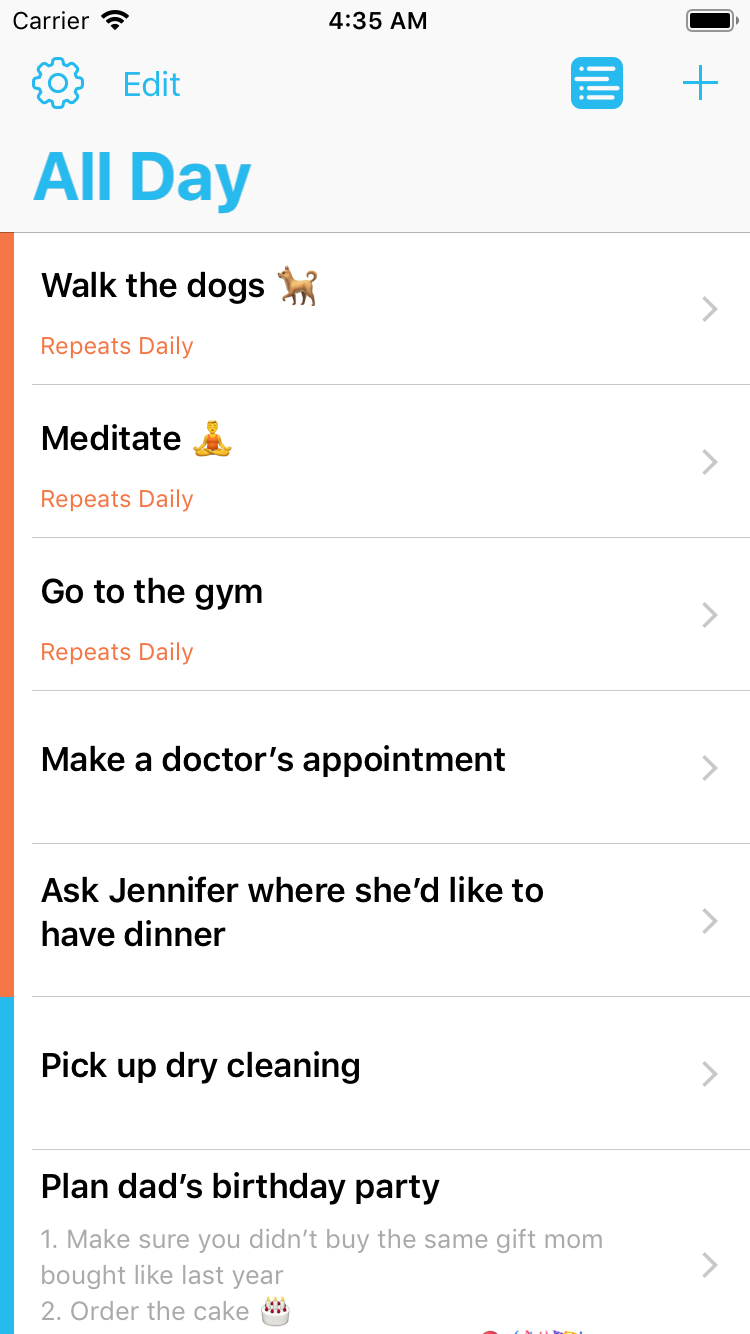 Carrier 4:35 AM
Edit
All Day
Walk the dogs 🐕
Repeats Daily
Meditate 🧘‍♂️
Repeats Daily
Go to the gym
Repeats Daily
Make a doctor’s appointment
Ask Jennifer where she’d like to
have dinner
Pick up dry cleaning
Plan dad’s birthday party
1. Make sure you didn’t buy the same gift mom
bought like last year
2. Order the cake 🎂